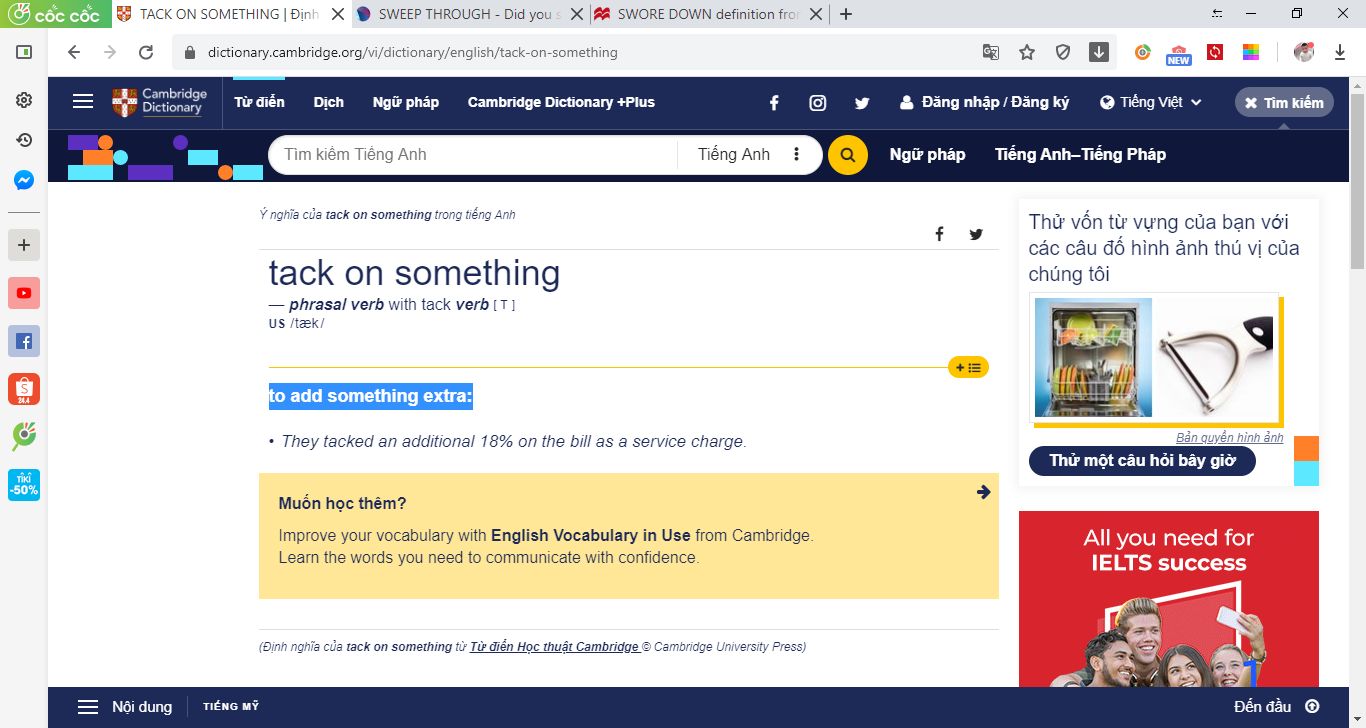 cốc cốc
TACK ON SOMETHING | Định
SWEEP THROUGH - Did you s
SWORE DOWN definition fro
dictionary.cambridge.org/vi/dictionary/english/tack-on-something
NEW
Cambridge
Dictionary
Từ điển
Dịch
Ngữ pháp
Cambridge Dictionary +Plus
Đăng nhập / Đăng ký
Tiếng Việt
Tìm kiếm
Tìm kiếm Tiếng Anh
Tiếng Anh
Ngữ pháp
Tiếng Anh–Tiếng Pháp
Ý nghĩa của tack on something trong tiếng Anh
tack on something
— phrasal verb with tack verb [ T ]
US /tæk/
to add something extra:
• They tacked an additional 18% on the bill as a service charge.
Muốn học thêm?
Improve your vocabulary with English Vocabulary in Use from Cambridge.
Learn the words you need to communicate with confidence.
(Định nghĩa của tack on something từ Từ điển Học thuật Cambridge © Cambridge University Press)
Thử vốn từ vựng của bạn với
các câu đố hình ảnh thú vị của
chúng tôi
Bản quyền hình ảnh
Thử một câu hỏi bây giờ
All you need for
IELTS success
1
24.4
TiKi
-50%
Nội dung
TIẾNG MỸ
Đến đầu